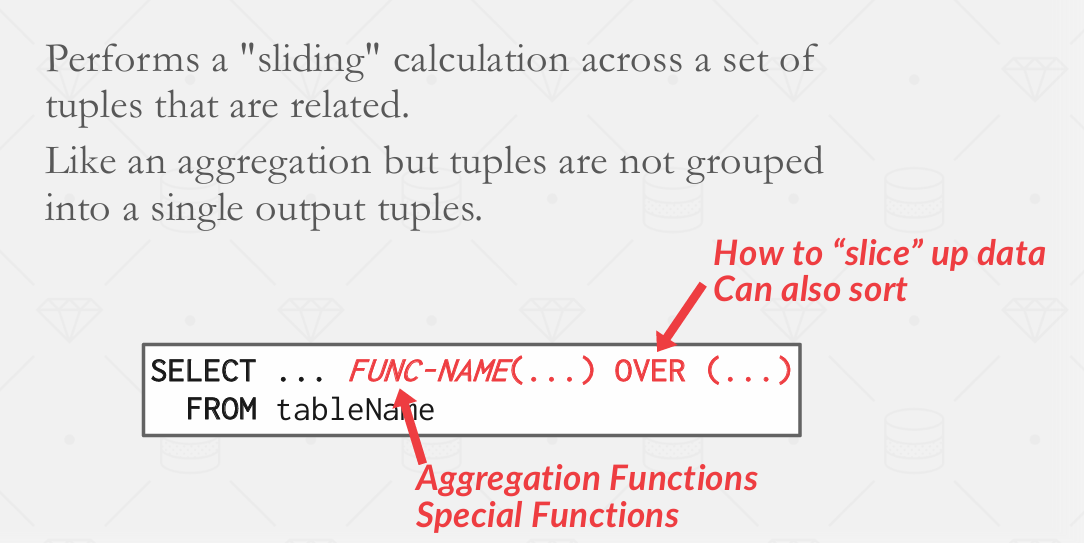 Performs a "sliding" calculation across a set of
tuples that are related.
Like an aggregation but tuples are not grouped
into a single output tuples.
How to “slice” up data
Can also sort
SELECT ... FUNC-NAME(...) OVER (...)
FROM tableName
Aggregation Functions
Special Functions